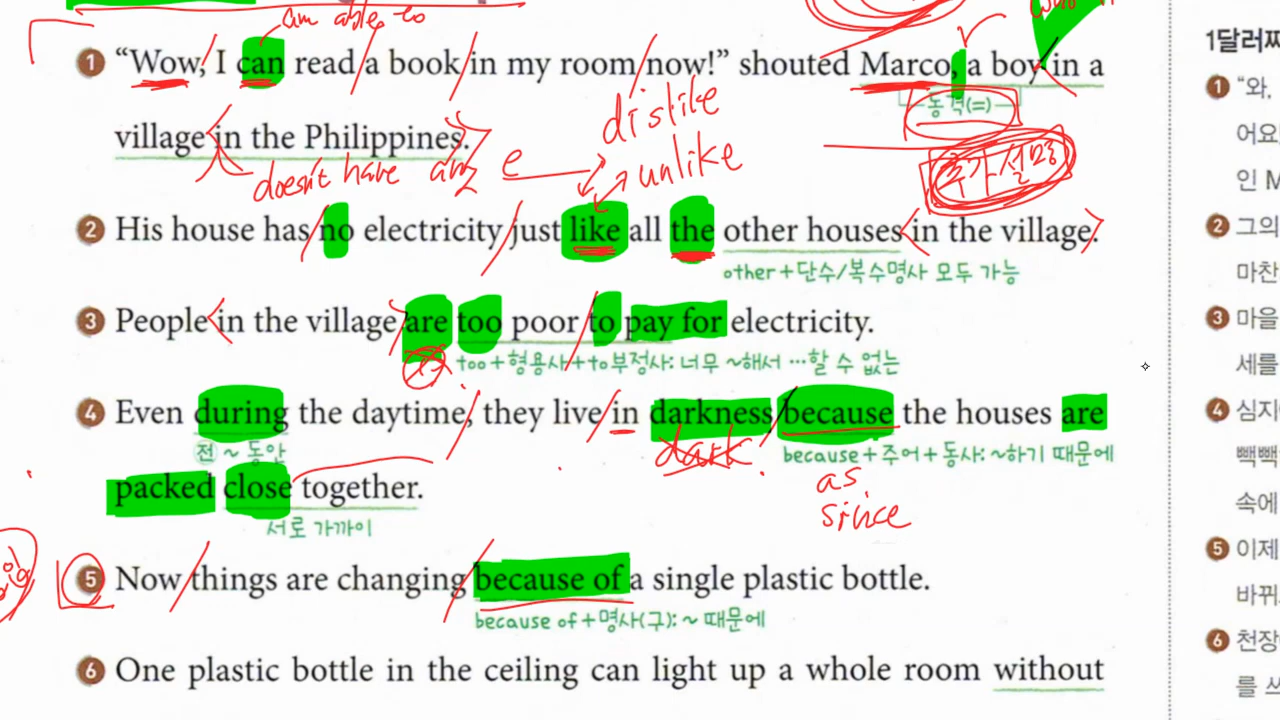 am able to
1달러짜
① “Wow, I can read a book in my room now!” shouted Marco, a boy in a
① “와,
동격(=)
dislike
어요
village in the Philippines.
doesn't have any e
unlike
추가 설명
인 M
② His house has no electricity just like all the other houses in the village.
② 그의
other+단수/복수명사 모두 가능
마찬
③ People in the village are too poor to pay for electricity.
③ 마을
too+형용사+to부정사: 너무 ~해서 …할 수 없는
세를
④ Even during the daytime, they live in darkness because the houses are
④ 심지
전 ~ 동안
dark
because+주어+동사: ~하기 때문에
빽빽
packed close together.
as
속에
서로 가까이
since
⑤ Now things are changing because of a single plastic bottle.
⑤ 이제
because of+명사(구): ~ 때문에
바뀌
⑥ One plastic bottle in the ceiling can light up a whole room without
⑥ 천장
를 쓰